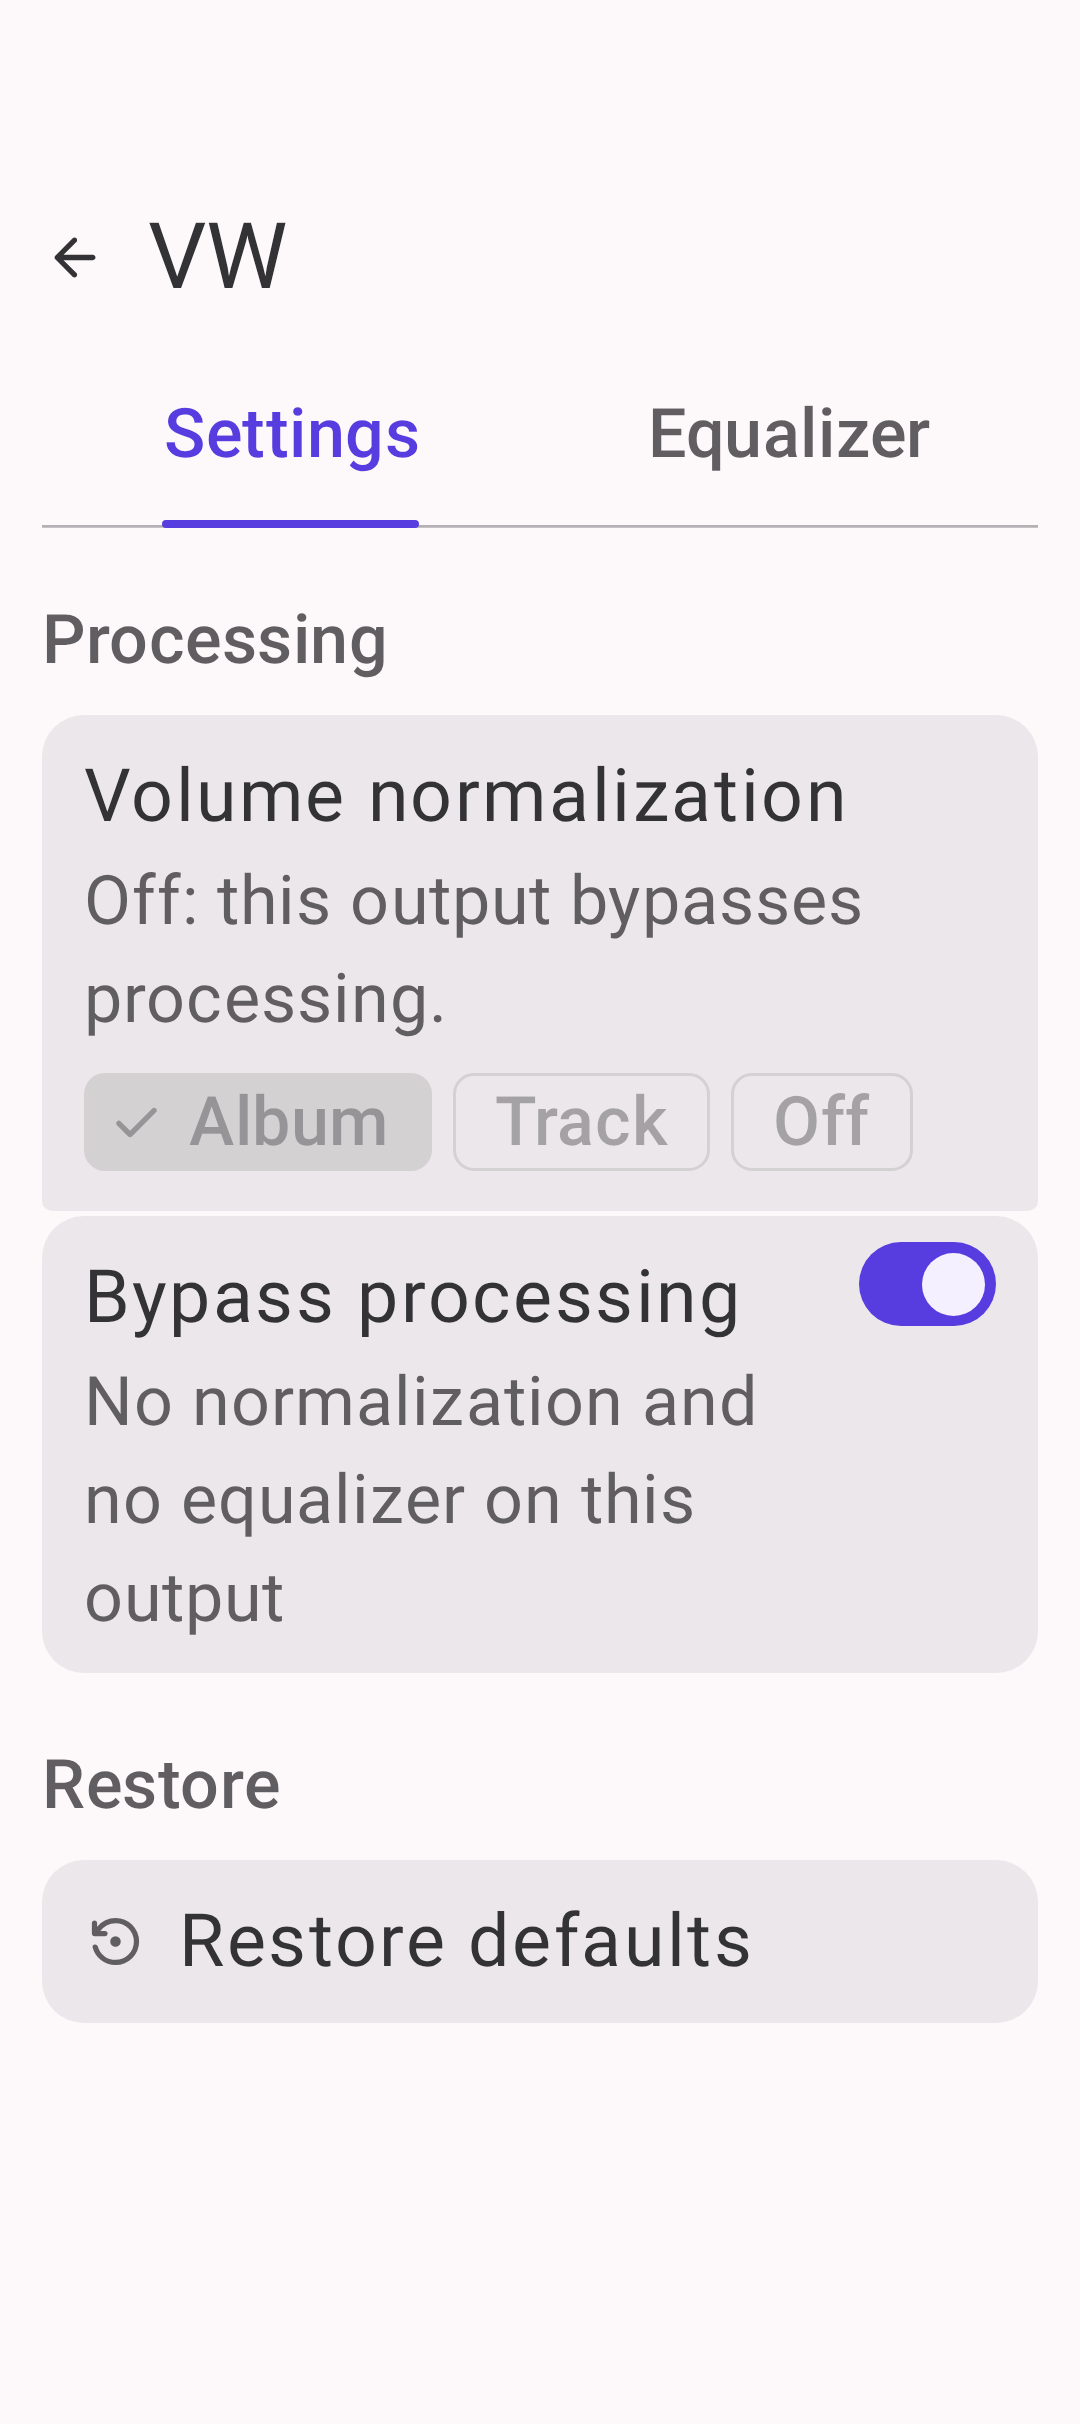 VW
Settings
Equalizer
Processing
Volume normalization
Off: this output bypasses
processing.
Album
Track
Off
Bypass processing
No normalization and
no equalizer on this
output
Restore
Restore defaults